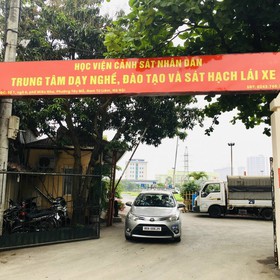 HỌC VIỆN CẢNH SÁT NHÂN DÂN
TRUNG TÂM DẠY NGHỀ, ĐÀO TẠO VÀ SÁT HẠCH LÁI XE